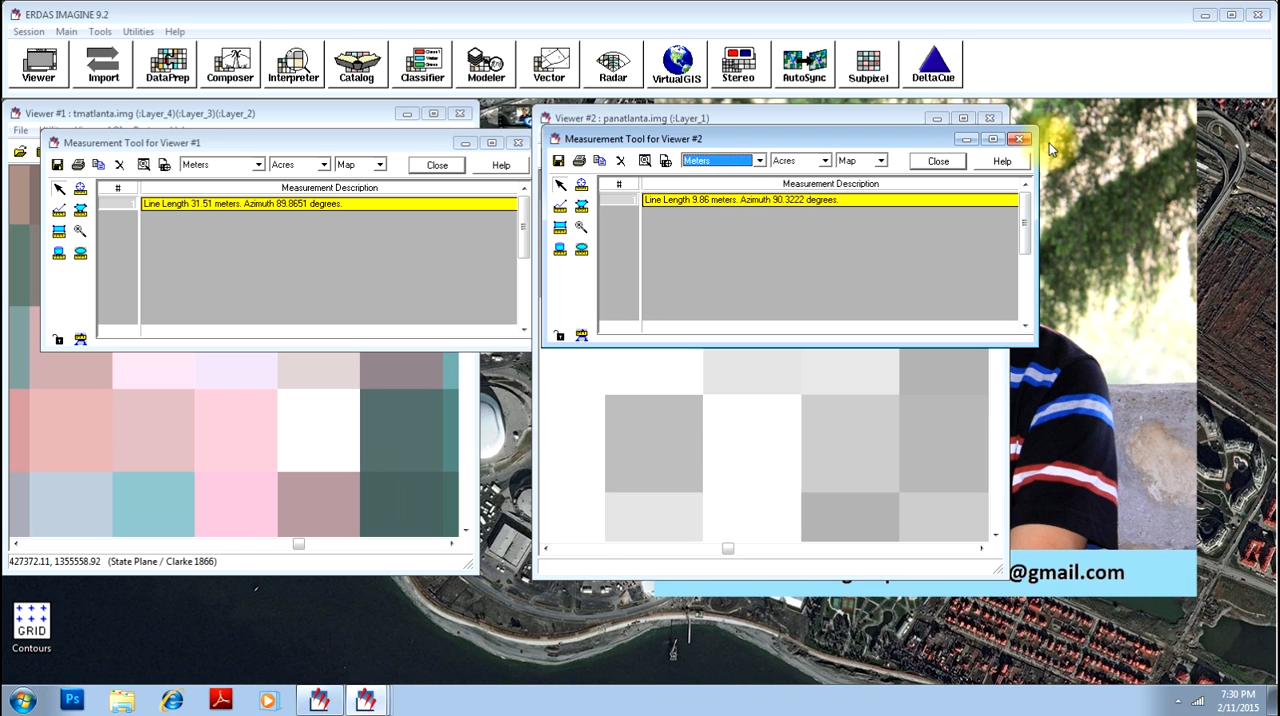 ERDAS IMAGINE 9.2
Session Main Tools Utilities Help
Viewer Import DataPrep Composer Interpreter Catalog Classifier Modeler Vector Radar VirtualGIS Stereo AutoSync Subpixel DeltaCue
Viewer #1 : tmatlanta.img (:Layer_4)(:Layer_3)(:Layer_2)
File
Measurement Tool for Viewer #1
Meters Acres Map Close Help
# Measurement Description
1 Line Length 31.51 meters. Azimuth 89.8651 degrees.
427372.11, 1355558.92 (State Plane / Clarke 1866)
Viewer #2 : panatlanta.img (:Layer_1)
Measurement Tool for Viewer #2
Meters Acres Map Close Help
# Measurement Description
1 Line Length 9.86 meters. Azimuth 90.3222 degrees.
@gmail.com
GRID
Contours
Ps
7:30 PM
2/11/2015